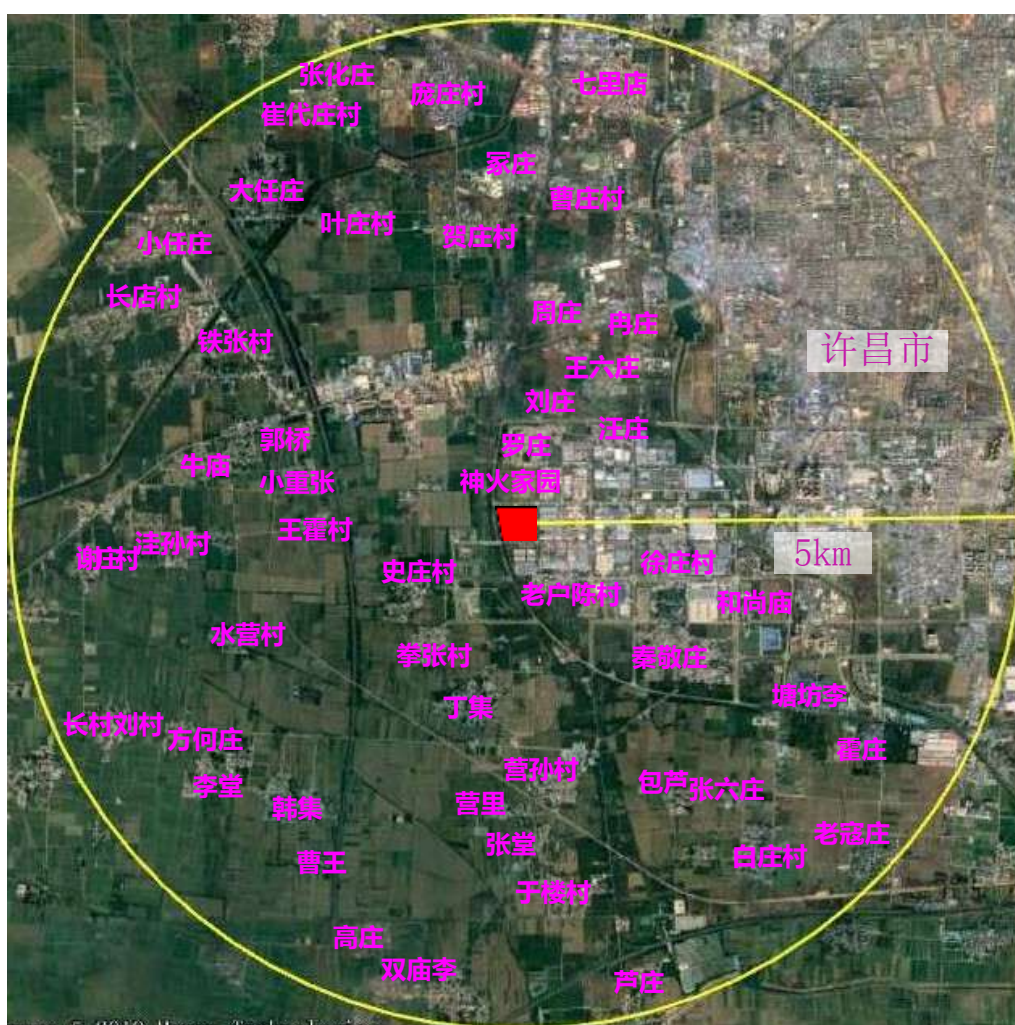 张化庄
七里店
庞庄村
崔代庄村
冢庄
大任庄
曹庄村
叶庄村
贺庄村
小任庄
长店村
周庄
冉庄
铁张村
许昌市
王六庄
刘庄
汪庄
郭桥
罗庄
牛庙
小重张
神火家园
王霍村
洼孙村
谢庄村
5km
徐庄村
史庄村
老户陈村
和尚庙
水营村
拳张村
秦敬庄
塘坊李
丁集
长村刘村
方何庄
霍庄
营孙村
李堂
包芦
张六庄
营里
韩集
老寇庄
张堂
白庄村
曹王
于楼村
高庄
双庙李
芦庄